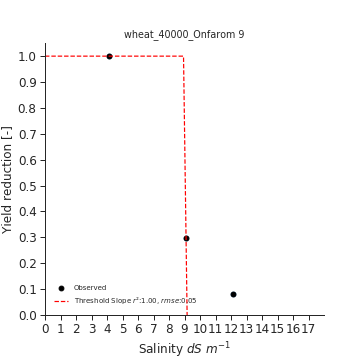 wheat_40000_Onfarom 9
Yield reduction [-]
1.0
0.9
0.8
0.7
0.6
0.5
0.4
0.3
0.2
0.1
0.0
Observed
Threshold Slope r²:1.00, rmse:0.05
0 1 2 3 4 5 6 7 8 9 10 11 12 13 14 15 16 17
Salinity dS m⁻¹